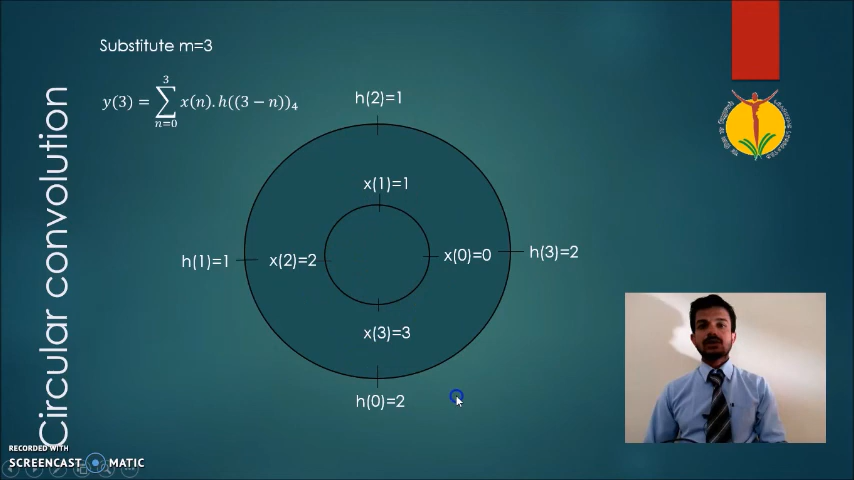 Substitute m=3
3
y(3) = ∑ x(n).h((3 − n))₄
n=0
Circular convolution
h(2)=1
x(1)=1
h(1)=1
x(2)=2
x(0)=0
h(3)=2
x(3)=3
h(0)=2
RECORDED WITH
SCREENCAST MATIC